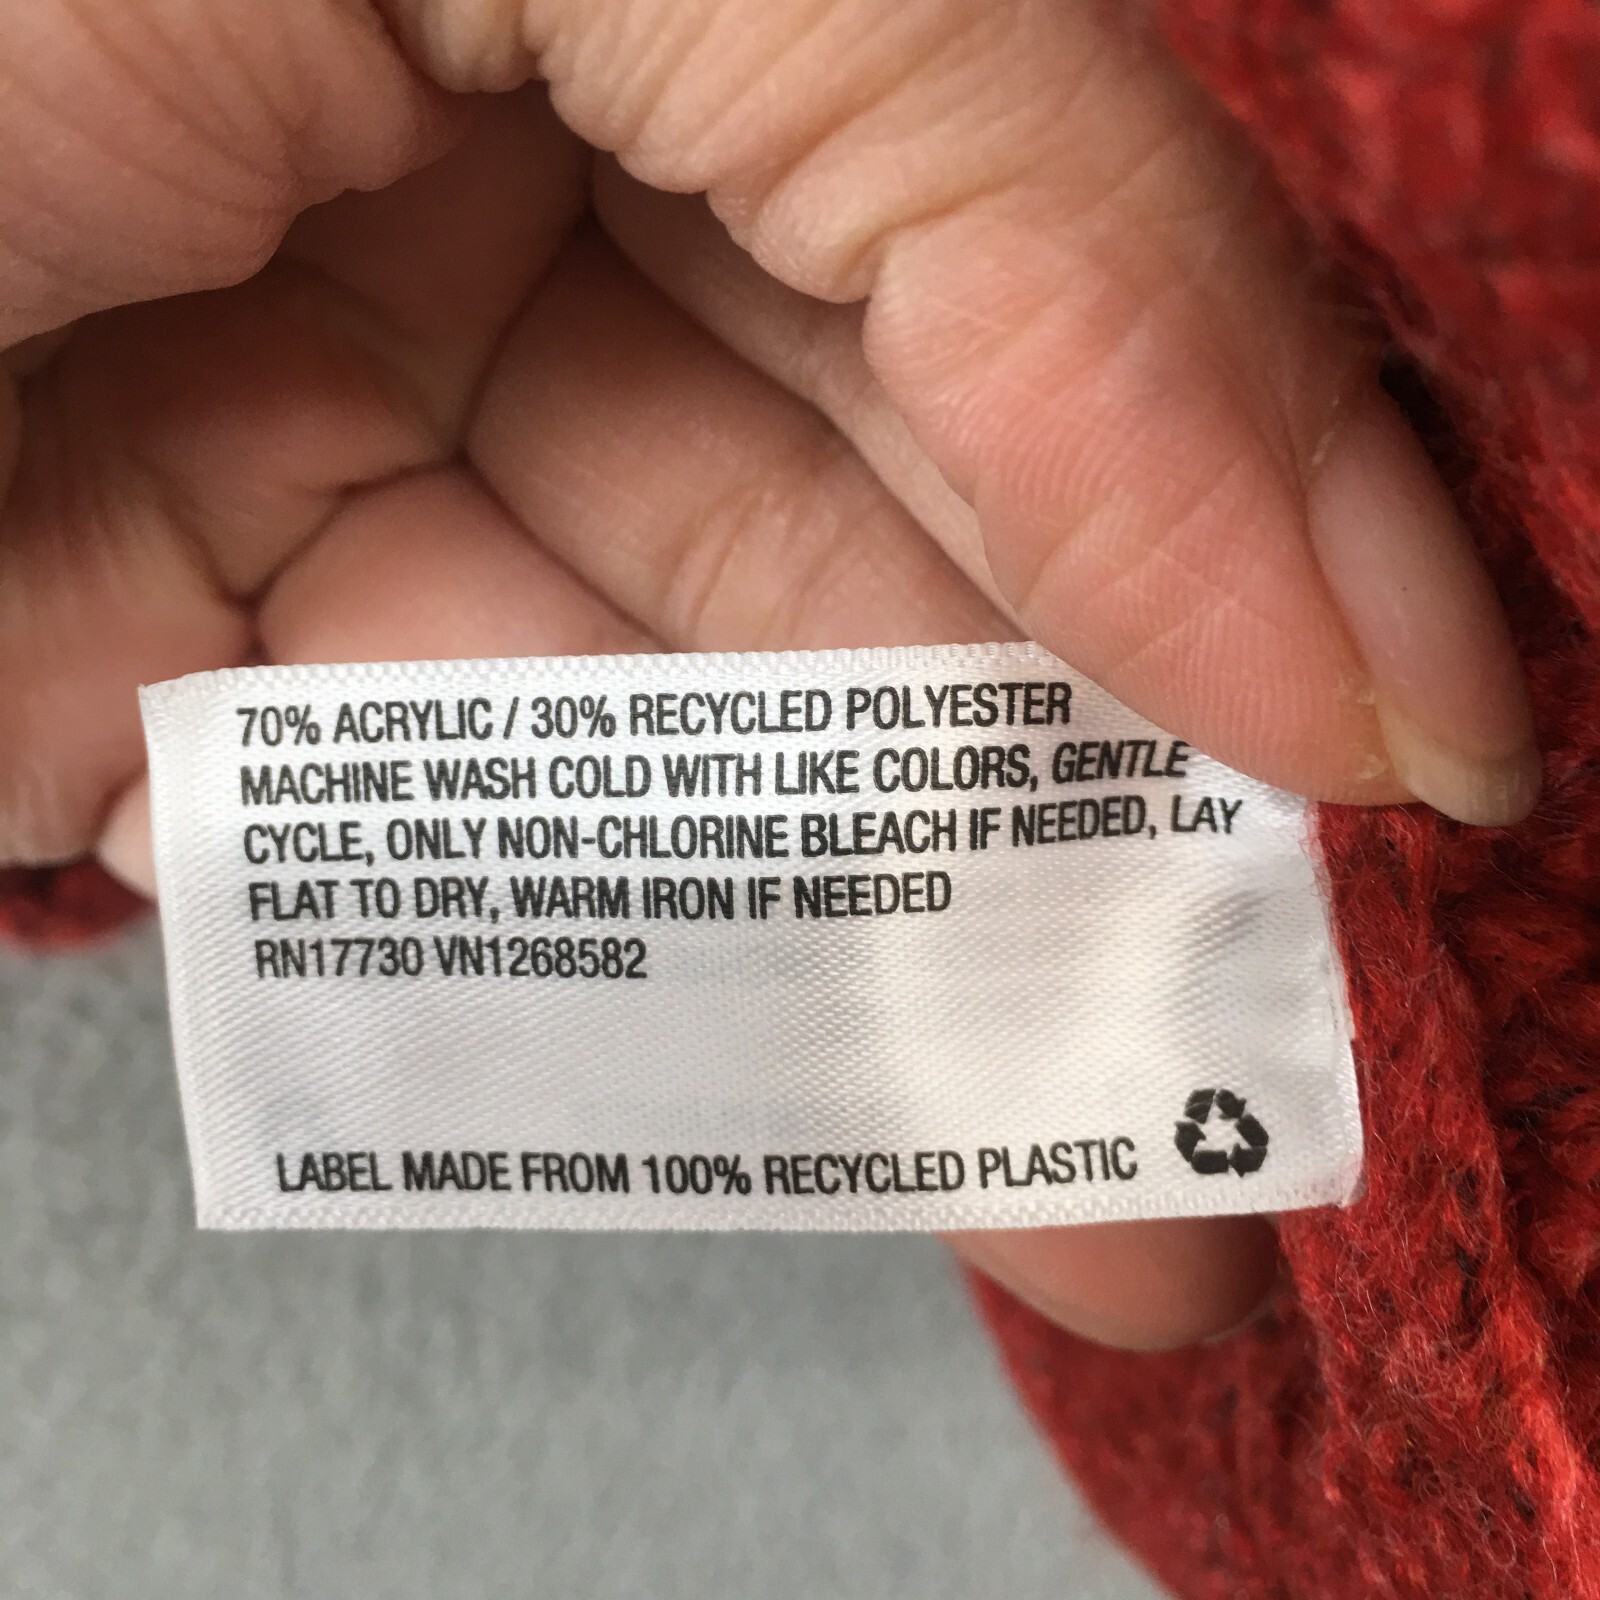 70% ACRYLIC / 30% RECYCLED POLYESTER
MACHINE WASH COLD WITH LIKE COLORS, GENTLE
CYCLE, ONLY NON-CHLORINE BLEACH IF NEEDED, LAY
FLAT TO DRY, WARM IRON IF NEEDED
RN17730 VN1268582
LABEL MADE FROM 100% RECYCLED PLASTIC